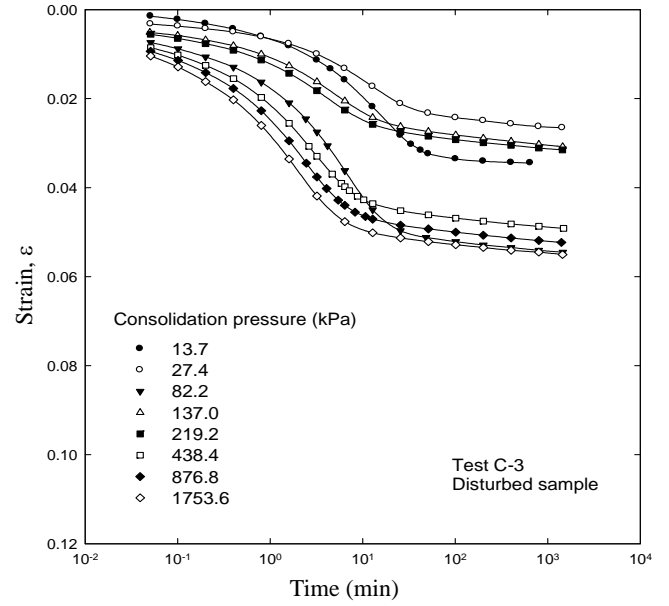 0.00
0.02
0.04
0.06
0.08
0.10
0.12
Strain, ε
Consolidation pressure (kPa)
13.7
27.4
82.2
137.0
219.2
438.4
876.8
1753.6
Test C-3
Disturbed sample
10⁻² 10⁻¹ 10⁰ 10¹ 10² 10³ 10⁴
Time (min)